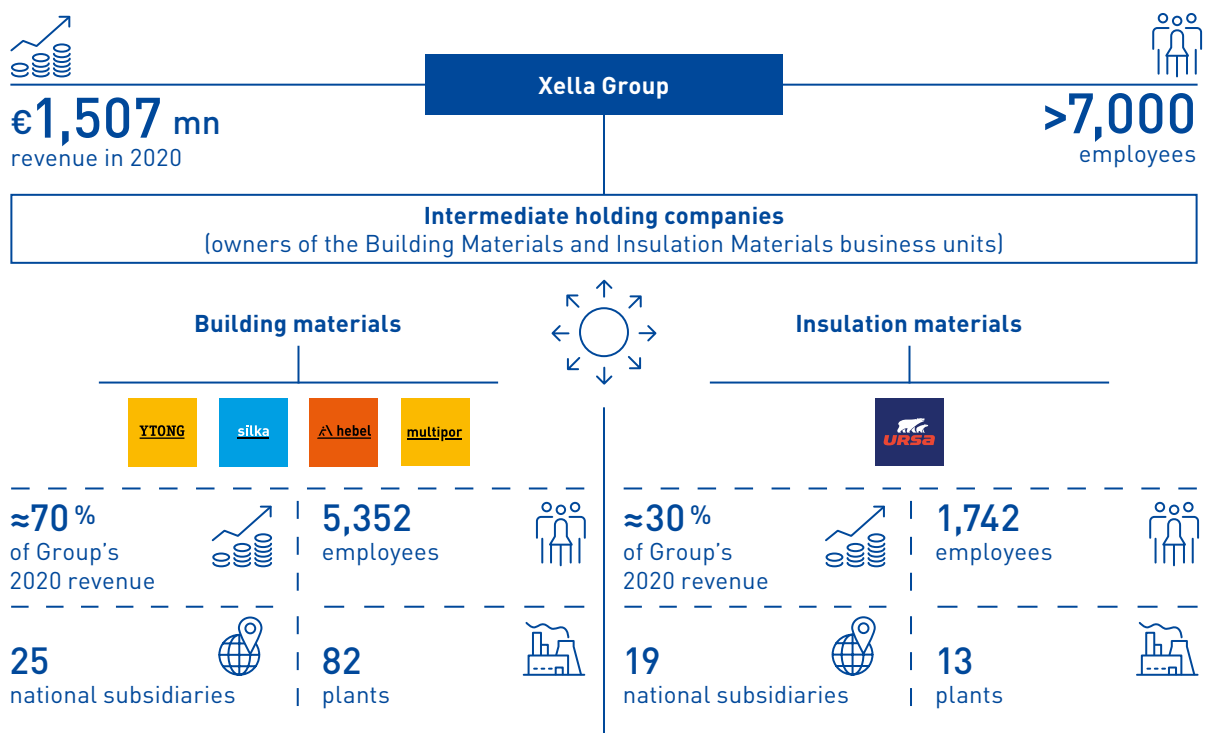 Xella Group
€1,507 mn
revenue in 2020
>7,000
employees
Intermediate holding companies
(owners of the Building Materials and Insulation Materials business units)
Building materials
YTONG
silka
hebel
multipor
≈70 %
of Group’s
2020 revenue
5,352
employees
25
national subsidiaries
82
plants
Insulation materials
URSA
≈30 %
of Group’s
2020 revenue
1,742
employees
19
national subsidiaries
13
plants